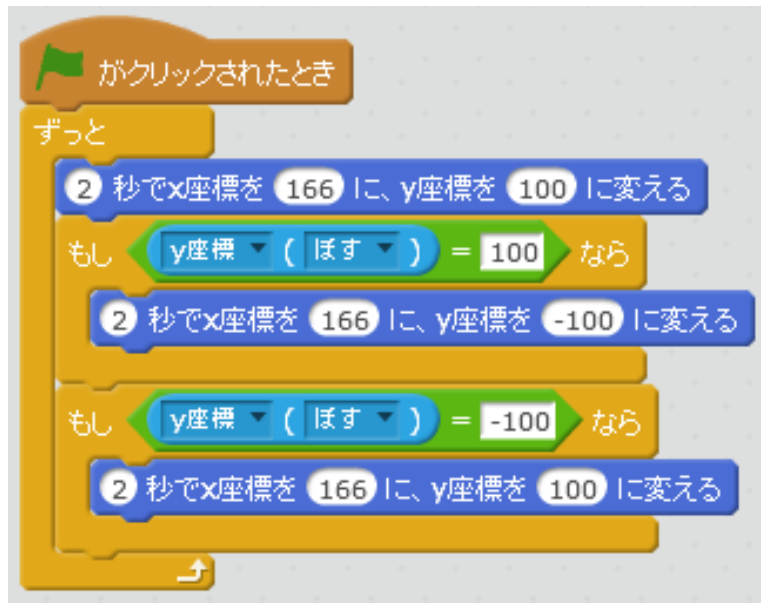 がクリックされたとき
ずっと
2 秒でx座標を 166 に、y座標を 100 に変える
もし y座標 ( ぼす ) = 100 なら
2 秒でx座標を 166 に、y座標を -100 に変える
もし y座標 ( ぼす ) = -100 なら
2 秒でx座標を 166 に、y座標を 100 に変える